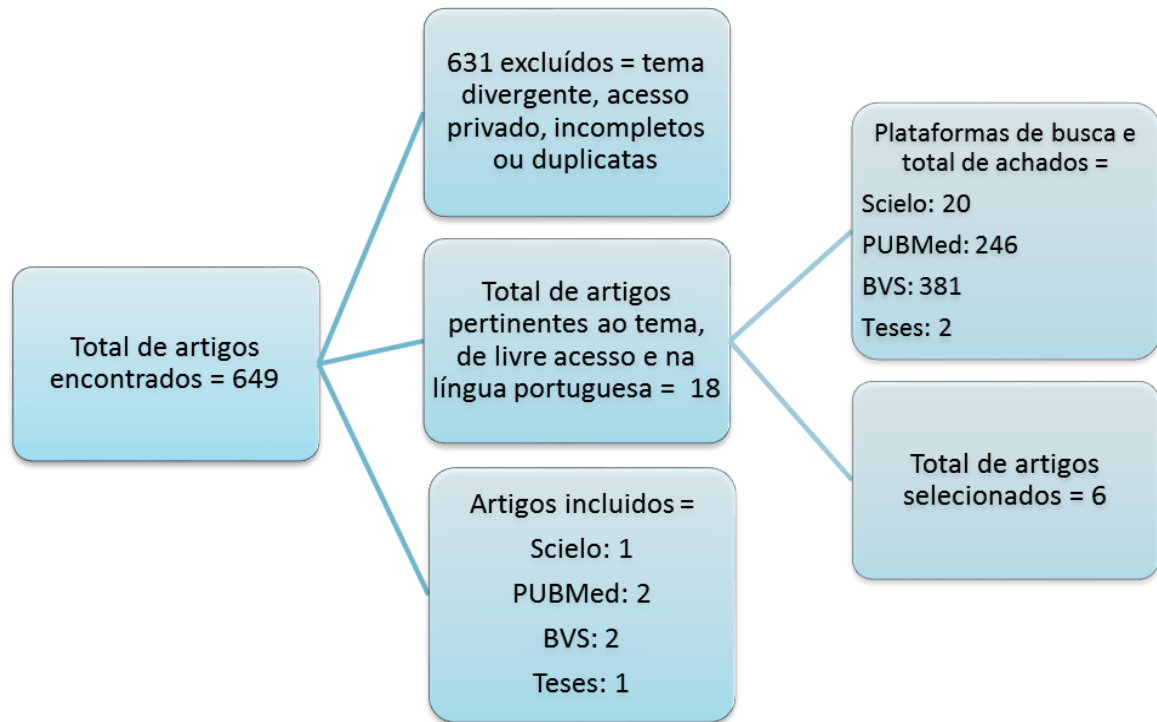 Total de artigos
encontrados = 649
631 excluídos = tema
divergente, acesso
privado, incompletos
ou duplicatas
Total de artigos
pertinentes ao tema,
de livre acesso e na
língua portuguesa = 18
Artigos incluidos =
Scielo: 1
PUBMed: 2
BVS: 2
Teses: 1
Plataformas de busca e
total de achados =
Scielo: 20
PUBMed: 246
BVS: 381
Teses: 2
Total de artigos
selecionados = 6